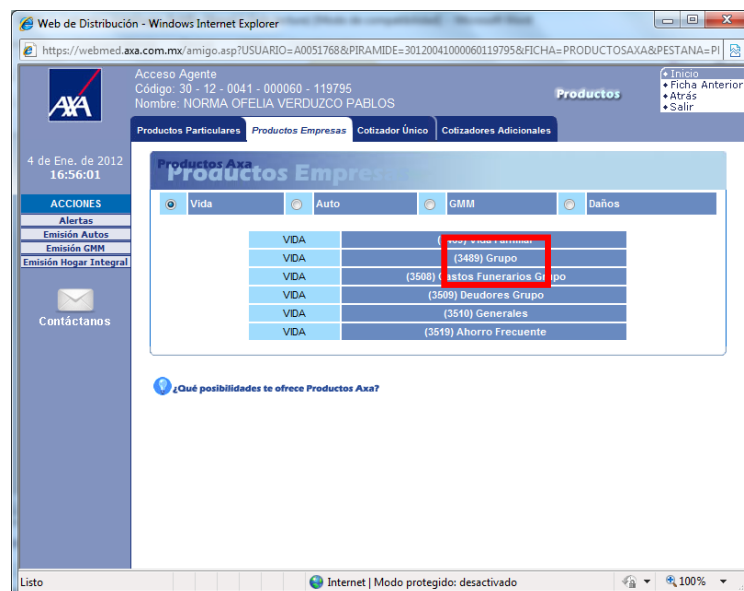 Web de Distribución - Windows Internet Explorer
https://webmed.axa.com.mx/amigo.asp?USUARIO=A0051768&PIRAMIDE=30120041000060119795&FICHA=PRODUCTOSAXA&PESTANA=PI
AXA
Acceso Agente
Código: 30 - 12 - 0041 - 000060 - 119795
Nombre: NORMA OFELIA VERDUZCO PABLOS
Productos
Inicio
Ficha Anterior
Atrás
Salir
Productos Particulares Productos Empresas Cotizador Único Cotizadores Adicionales
4 de Ene. de 2012
16:56:01
Productos Axa
Productos Empresas
ACCIONES
Alertas
Emisión Autos
Emisión GMM
Emisión Hogar Integral
Contáctanos
Vida Auto GMM Daños
VIDA Vida Familiar
VIDA (3489) Grupo
VIDA (3508) Gastos Funerarios Grupo
VIDA (3509) Deudores Grupo
VIDA (3510) Generales
VIDA (3519) Ahorro Frecuente
¿Qué posibilidades te ofrece Productos Axa?
Listo Internet | Modo protegido: desactivado 100%